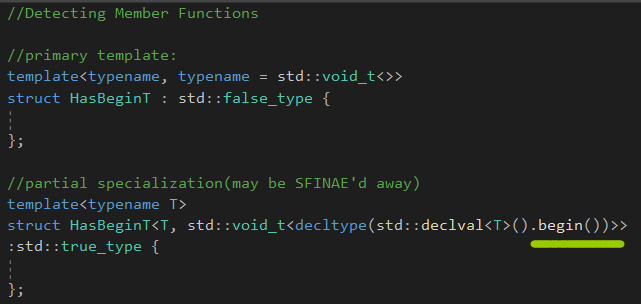 //Detecting Member Functions
//primary template:
template<typename, typename = std::void_t<>>
struct HasBeginT : std::false_type {
};
//partial specialization(may be SFINAE'd away)
template<typename T>
struct HasBeginT<T, std::void_t<decltype(std::declval<T>().begin())>>
:std::true_type {
};